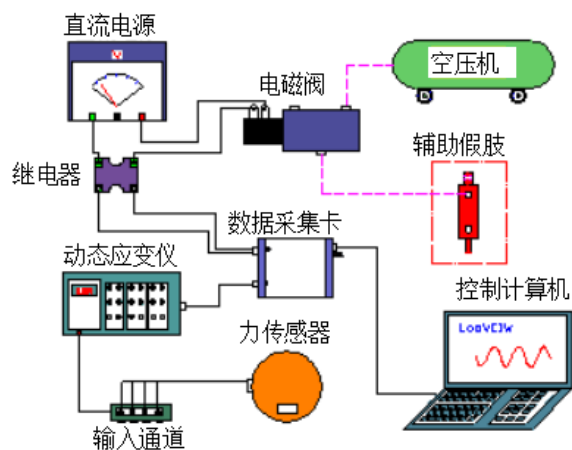 直流电源
V
电磁阀
空压机
继电器
辅助假肢
数据采集卡
动态应变仪
控制计算机
LabVEIW
力传感器
输入通道